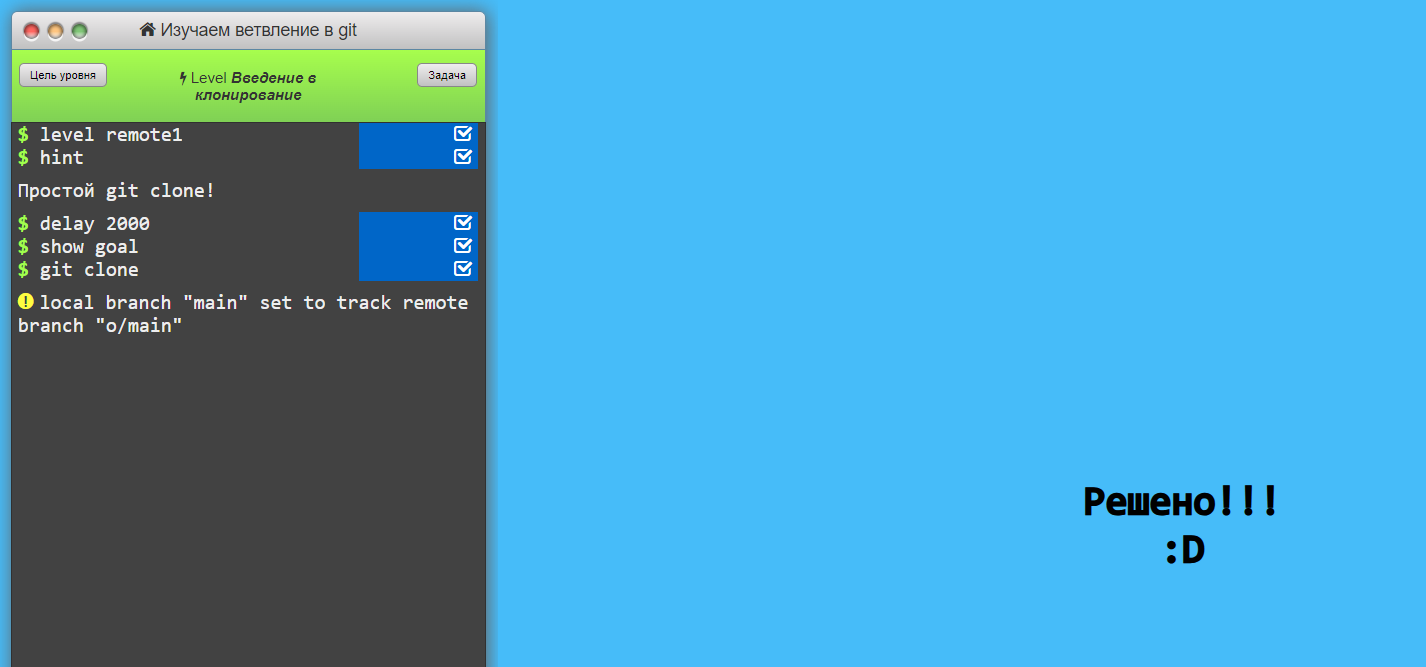 Изучаем ветвление в git
Цель уровня
Level Введение в
клонирование
Задача
$ level remote1
$ hint
Простой git clone!
$ delay 2000
$ show goal
$ git clone
local branch "main" set to track remote
branch "o/main"
Решено!!!
:D